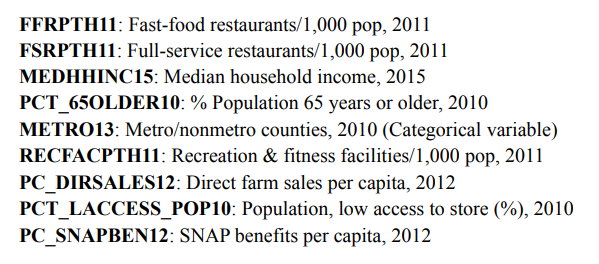 FFRPTH11: Fast-food restaurants/1,000 pop, 2011
FSRPTH11: Full-service restaurants/1,000 pop, 2011
MEDHHINC15: Median household income, 2015
PCT_65OLDER10: % Population 65 years or older, 2010
METRO13: Metro/nonmetro counties, 2010 (Categorical variable)
RECFACPTH11: Recreation & fitness facilities/1,000 pop, 2011
PC_DIRSALES12: Direct farm sales per capita, 2012
PCT_LACCESS_POP10: Population, low access to store (%), 2010
PC_SNAPBEN12: SNAP benefits per capita, 2012